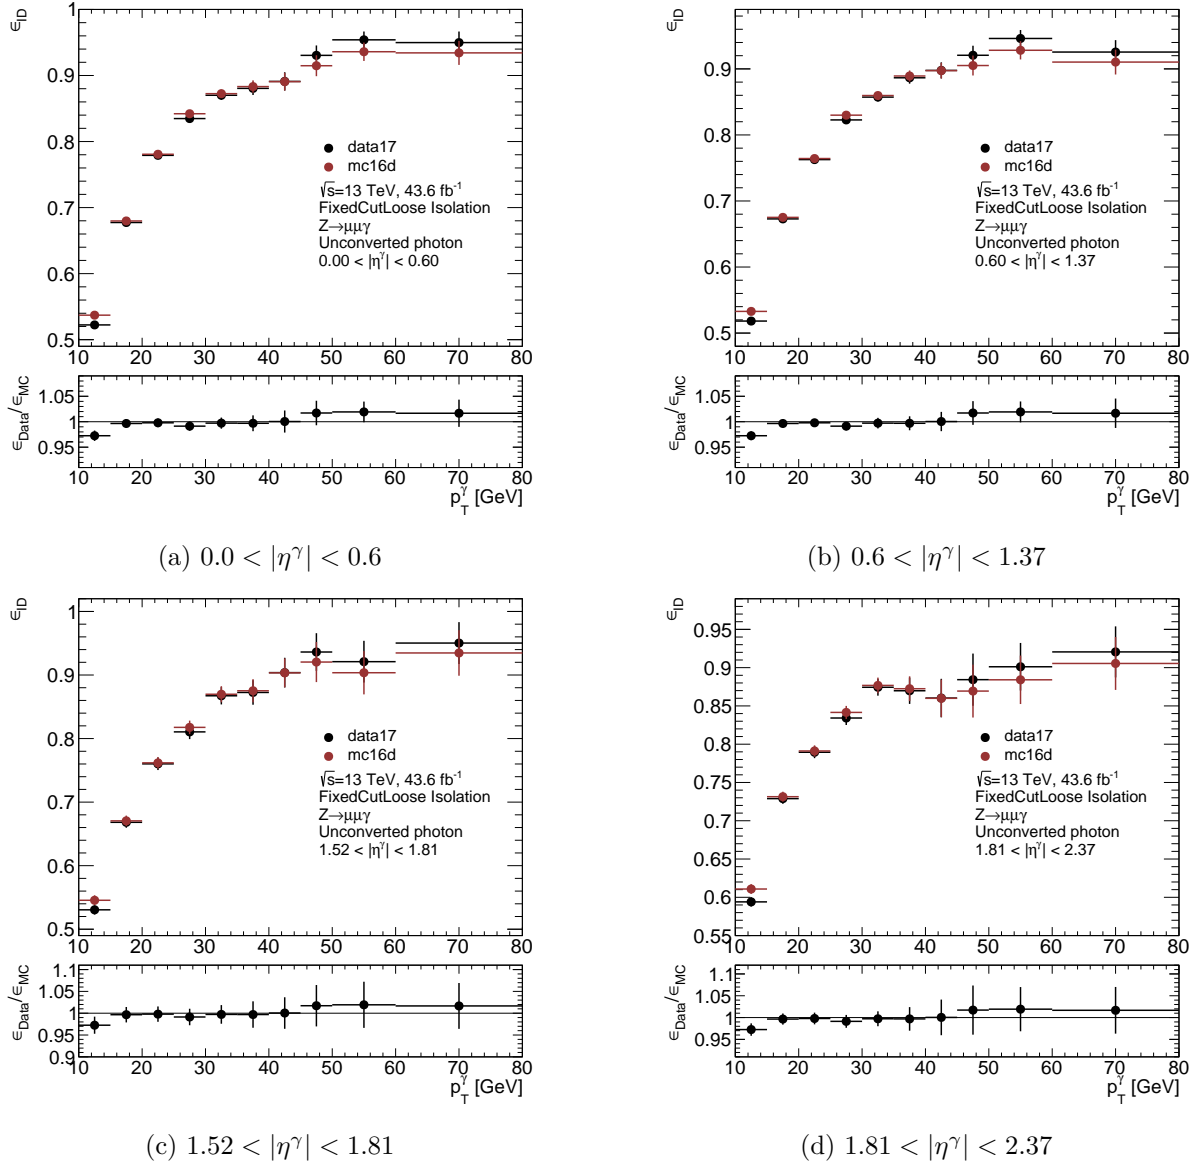 ϵ_ID
1
0.9
0.8
0.7
0.6
0.5
data17
mc16d
√s=13 TeV, 43.6 fb⁻¹
FixedCutLoose Isolation
Z→μμγ
Unconverted photon
0.00 < |η^γ| < 0.60
10 20 30 40 50 60 70 80
ϵ_Data/ϵ_MC
1.05
1
0.95
10 20 30 40 50 60 70 80
p_T^γ [GeV]
(a) 0.0 < |η^γ| < 0.6
ϵ_ID
0.9
0.8
0.7
0.6
0.5
data17
mc16d
√s=13 TeV, 43.6 fb⁻¹
FixedCutLoose Isolation
Z→μμγ
Unconverted photon
0.60 < |η^γ| < 1.37
10 20 30 40 50 60 70 80
ϵ_Data/ϵ_MC
1.05
1
0.95
10 20 30 40 50 60 70 80
p_T^γ [GeV]
(b) 0.6 < |η^γ| < 1.37
ϵ_ID
1
0.9
0.8
0.7
0.6
0.5
data17
mc16d
√s=13 TeV, 43.6 fb⁻¹
FixedCutLoose Isolation
Z→μμγ
Unconverted photon
1.52 < |η^γ| < 1.81
10 20 30 40 50 60 70 80
ϵ_Data/ϵ_MC
1.1
1.05
1
0.95
0.9
10 20 30 40 50 60 70 80
p_T^γ [GeV]
(c) 1.52 < |η^γ| < 1.81
ϵ_ID
0.95
0.9
0.85
0.8
0.75
0.7
0.65
0.6
0.55
data17
mc16d
√s=13 TeV, 43.6 fb⁻¹
FixedCutLoose Isolation
Z→μμγ
Unconverted photon
1.81 < |η^γ| < 2.37
10 20 30 40 50 60 70 80
ϵ_Data/ϵ_MC
1.1
1.05
1
0.95
10 20 30 40 50 60 70 80
p_T^γ [GeV]
(d) 1.81 < |η^γ| < 2.37